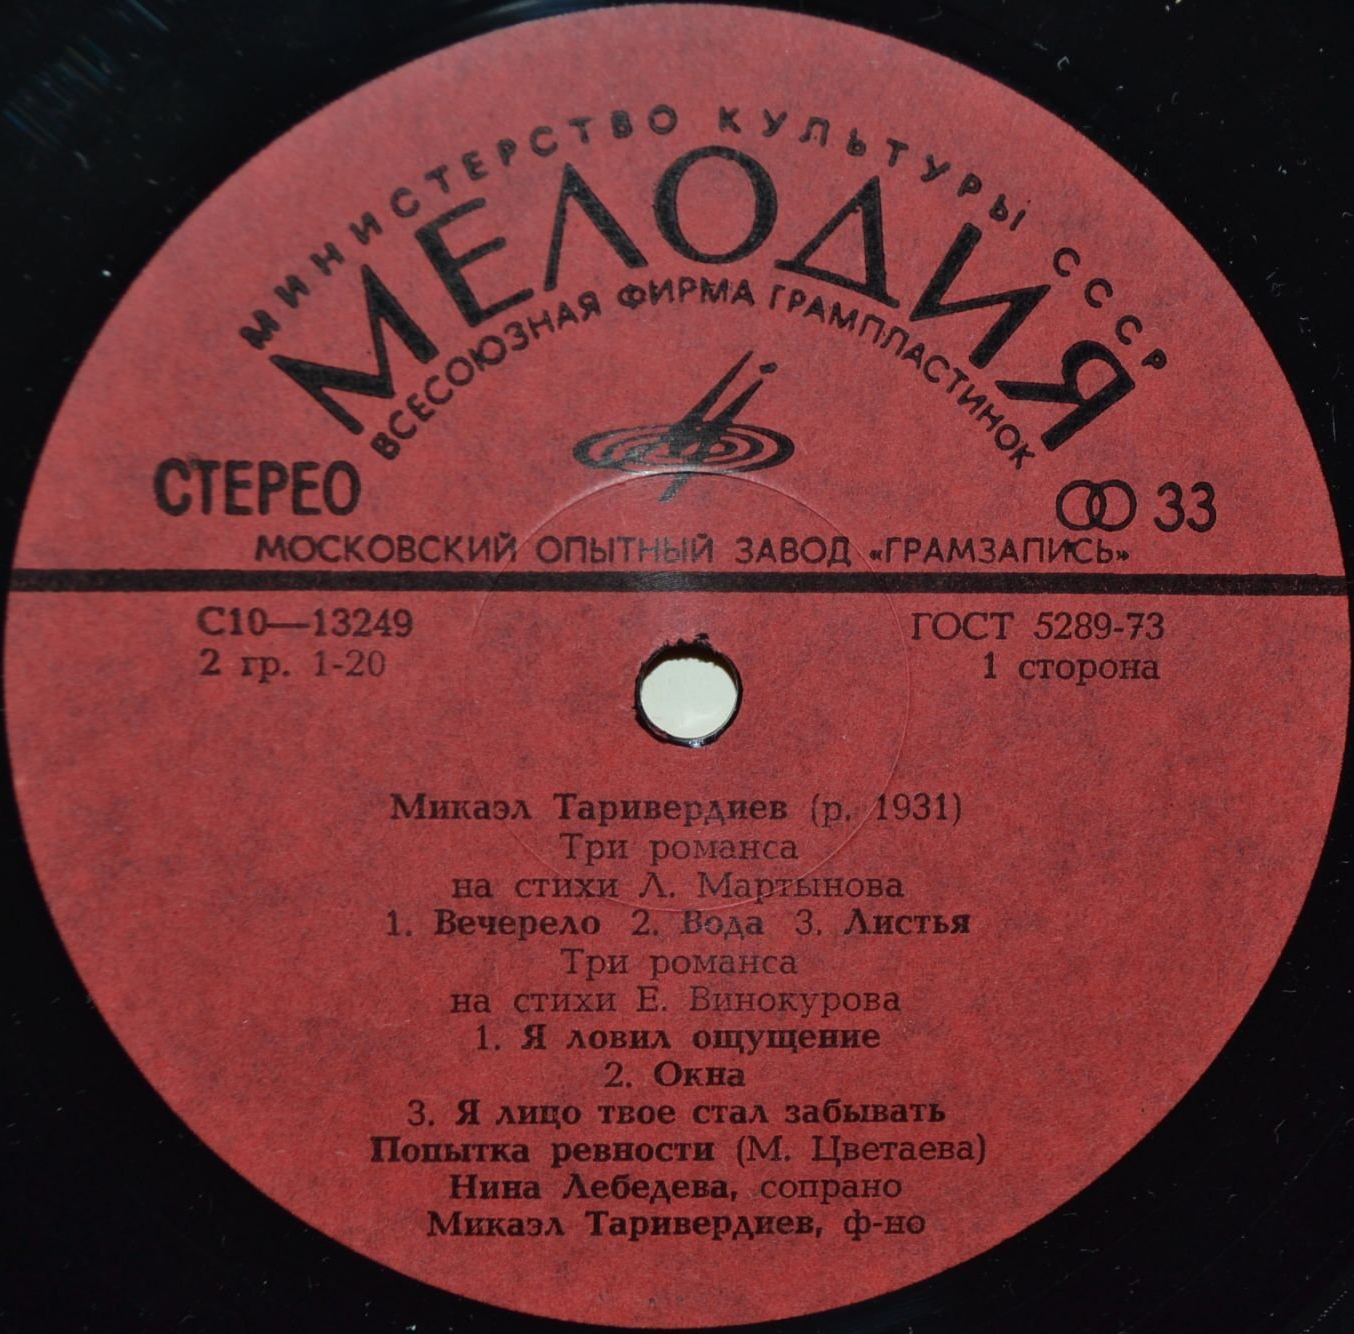 МИНИСТЕРСТВО КУЛЬТУРЫ СССР
МЕЛОДИЯ
ВСЕСОЮЗНАЯ ФИРМА ГРАМПЛАСТИНОК
СТЕРЕО
33
МОСКОВСКИЙ ОПЫТНЫЙ ЗАВОД «ГРАМЗАПИСЬ»
С10—13249
ГОСТ 5289-73
2 гр. 1-20
1 сторона
Микаэл Таривердиев (р. 1931)
Три романса
на стихи Л. Мартынова
1. Вечерело 2. Вода 3. Листья
Три романса
на стихи Е. Винокурова
1. Я ловил ощущение
2. Окна
3. Я лицо твое стал забывать
Попытка ревности (М. Цветаева)
Нина Лебедева, сопрано
Микаэл Таривердиев, ф-но